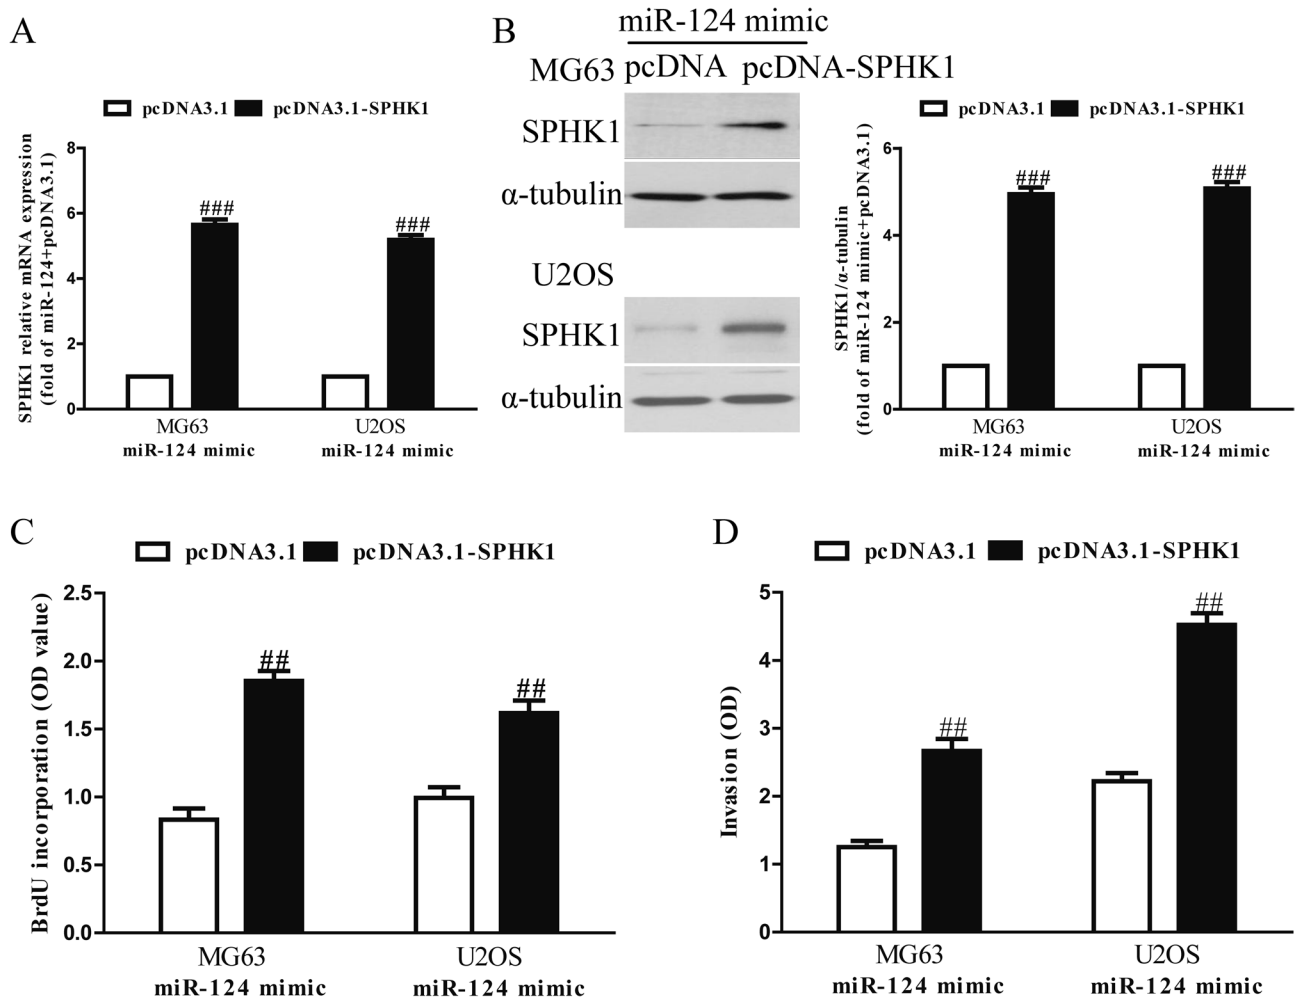 A
pcDNA3.1 pcDNA3.1-SPHK1
SPHK1 relative mRNA expression
(fold of miR-124+pcDNA3.1)
8
6
4
2
0
###
###
MG63 U2OS
miR-124 mimic miR-124 mimic
B
miR-124 mimic
MG63 pcDNA pcDNA-SPHK1
SPHK1
α-tubulin
U2OS
SPHK1
α-tubulin
pcDNA3.1 pcDNA3.1-SPHK1
SPHK1/α-tubulin
(fold of miR-124 mimic+pcDNA3.1)
6
4
2
0
###
###
MG63 U2OS
miR-124 mimic miR-124 mimic
C
pcDNA3.1 pcDNA3.1-SPHK1
BrdU incorporation (OD value)
2.5
2.0
1.5
1.0
0.5
0.0
##
##
MG63 U2OS
miR-124 mimic miR-124 mimic
D
pcDNA3.1 pcDNA3.1-SPHK1
Invasion (OD)
5
4
3
2
1
0
##
##
MG63 U2OS
miR-124 mimic miR-124 mimic